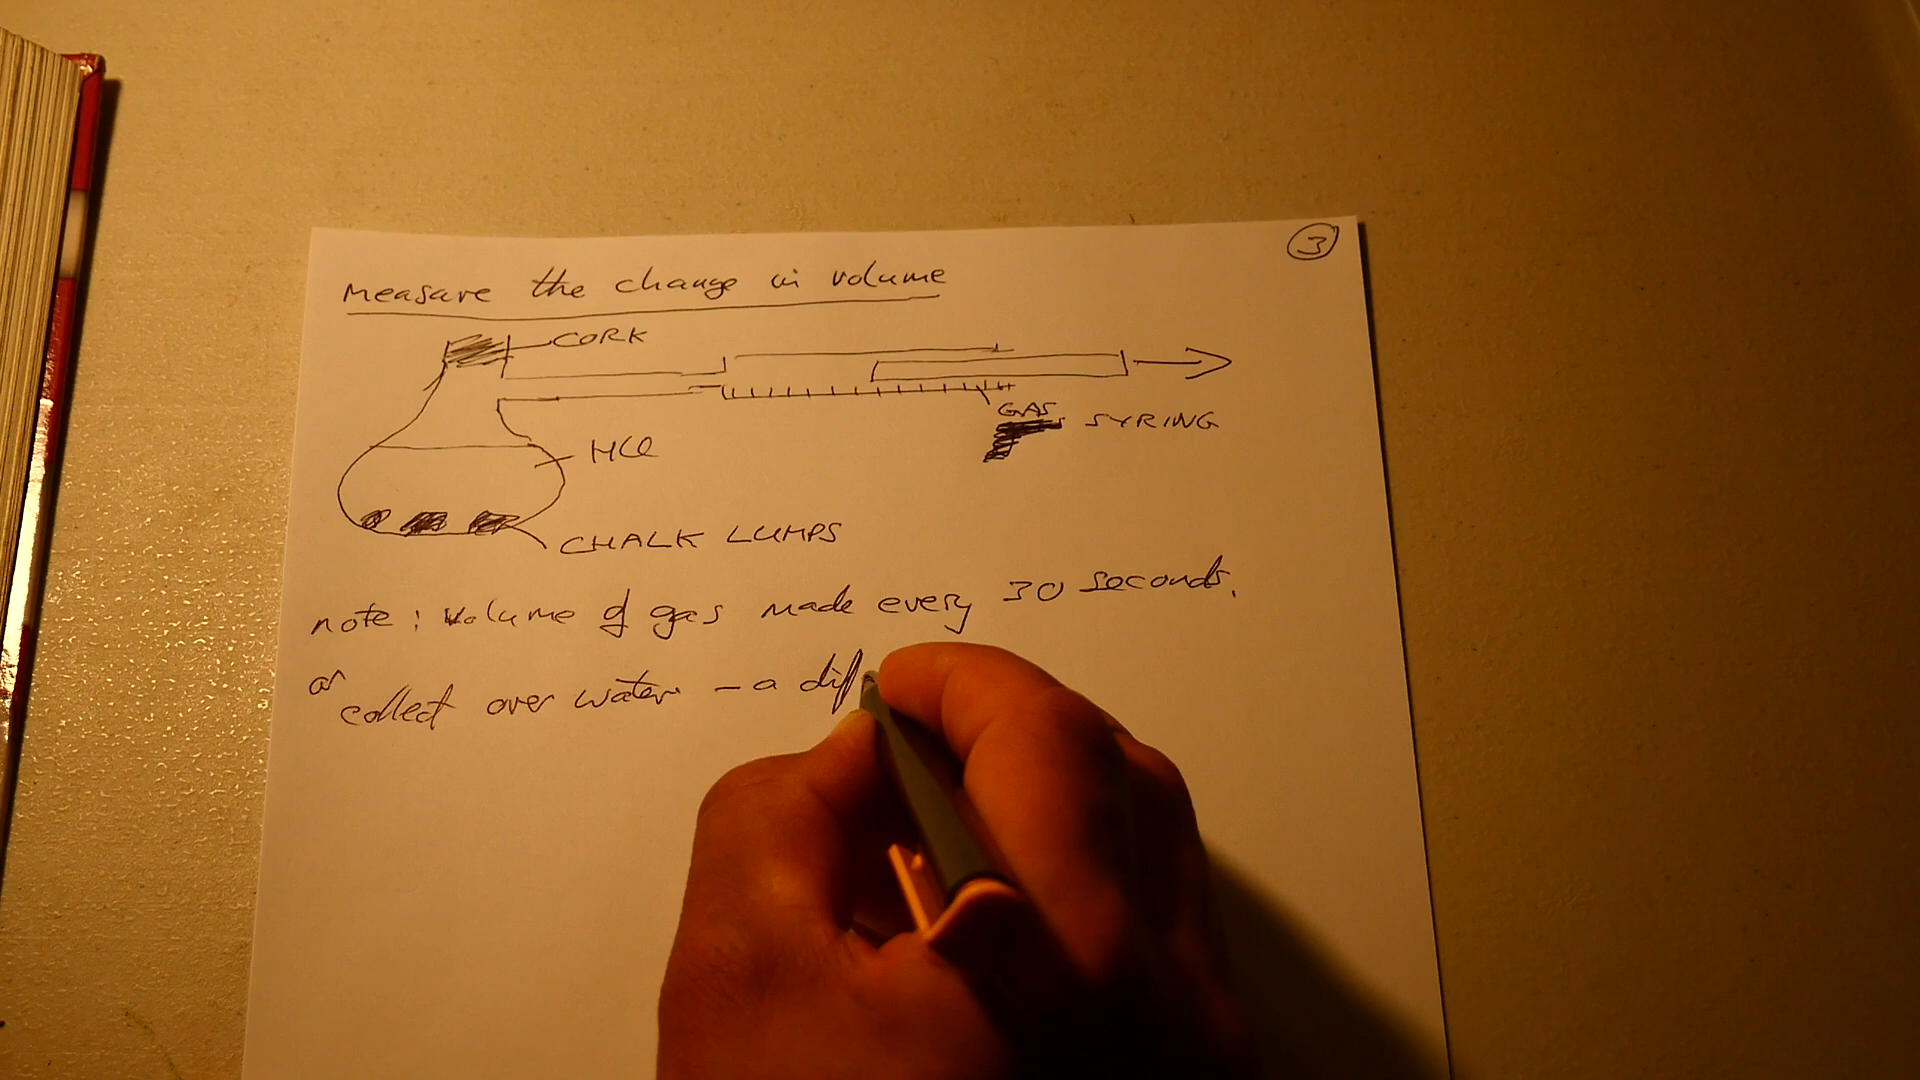 3
measure the change in volume
CORK
GAS
SYRING
HCl
CHALK LUMPS
note: volume of gas made every 30 seconds.
or
collect over water - a diff